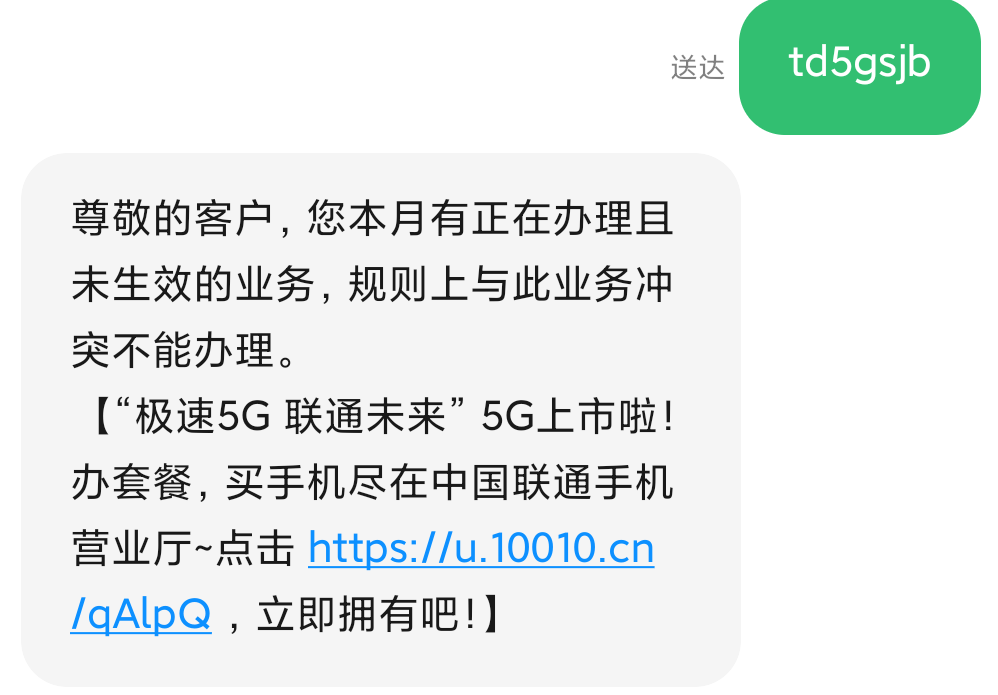 送达 td5gsjb
尊敬的客户，您本月有正在办理且
未生效的业务，规则上与此业务冲
突不能办理。
【“极速5G 联通未来” 5G上市啦！
办套餐，买手机尽在中国联通手机
营业厅~点击 https://u.10010.cn
/qAlpQ ，立即拥有吧！】